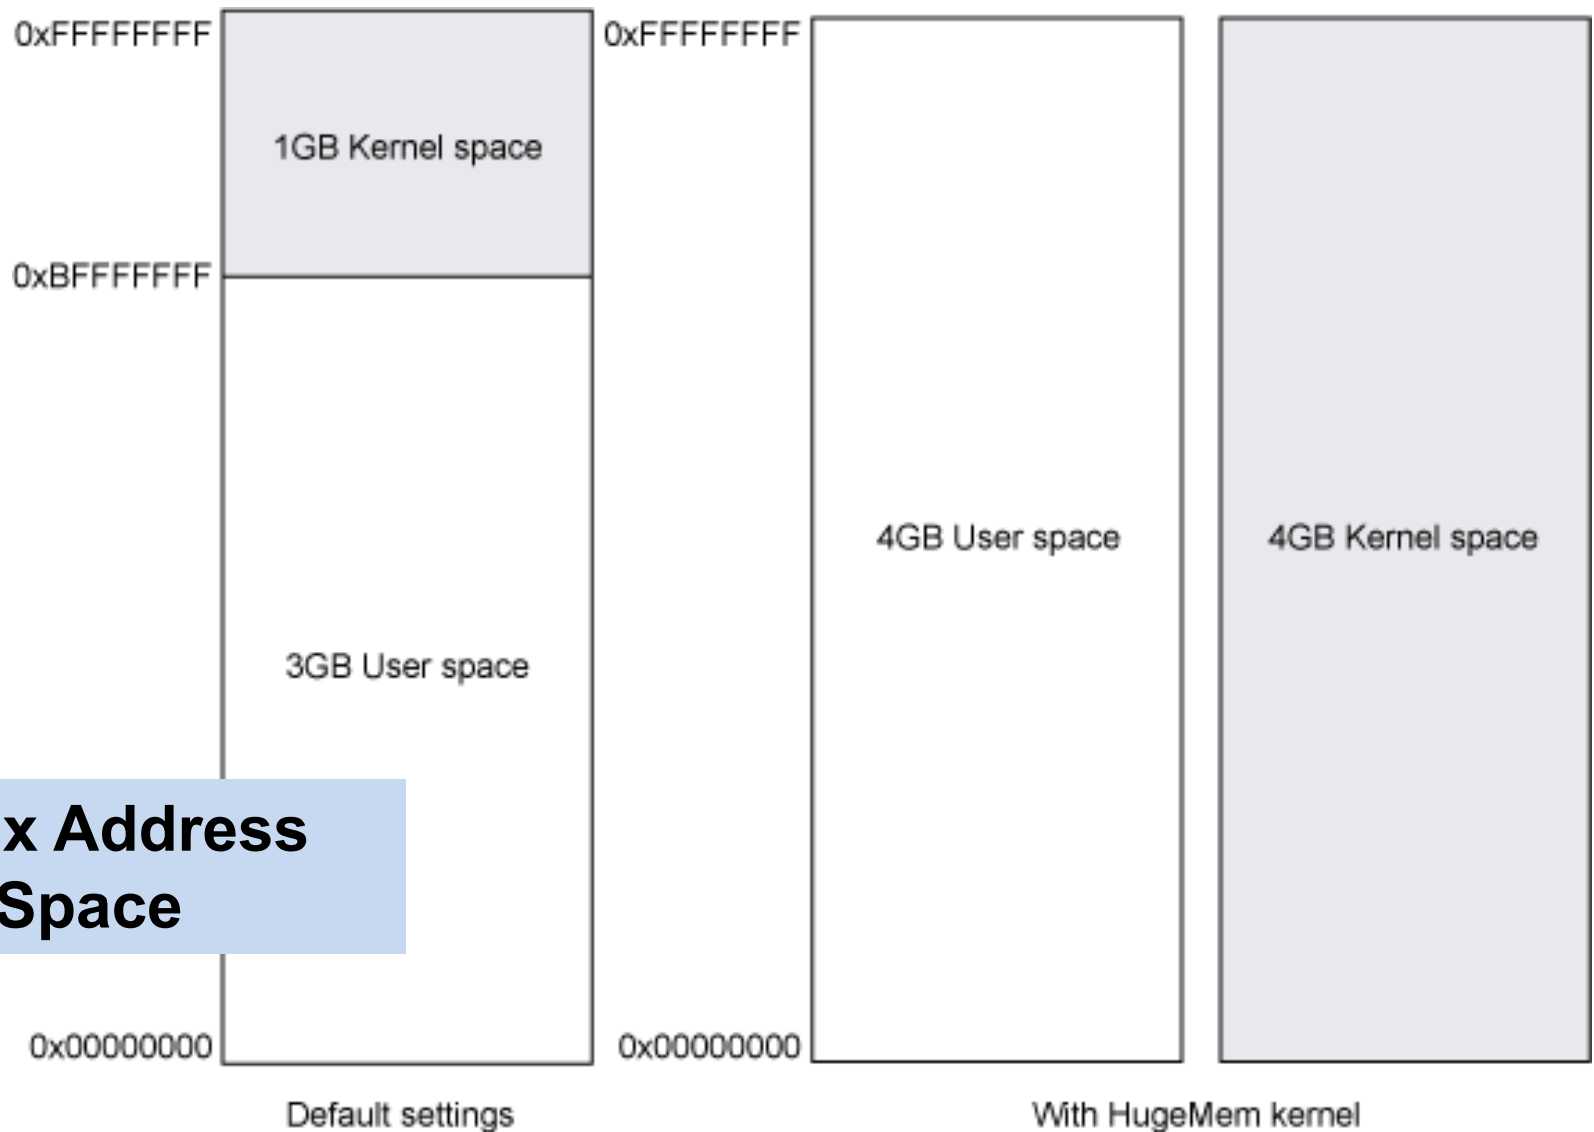 0xFFFFFFFF
1GB Kernel space
0xBFFFFFFF
3GB User space
0x00000000
Default settings
0xFFFFFFFF
4GB User space
4GB Kernel space
0x00000000
With HugeMem kernel
x Address
Space